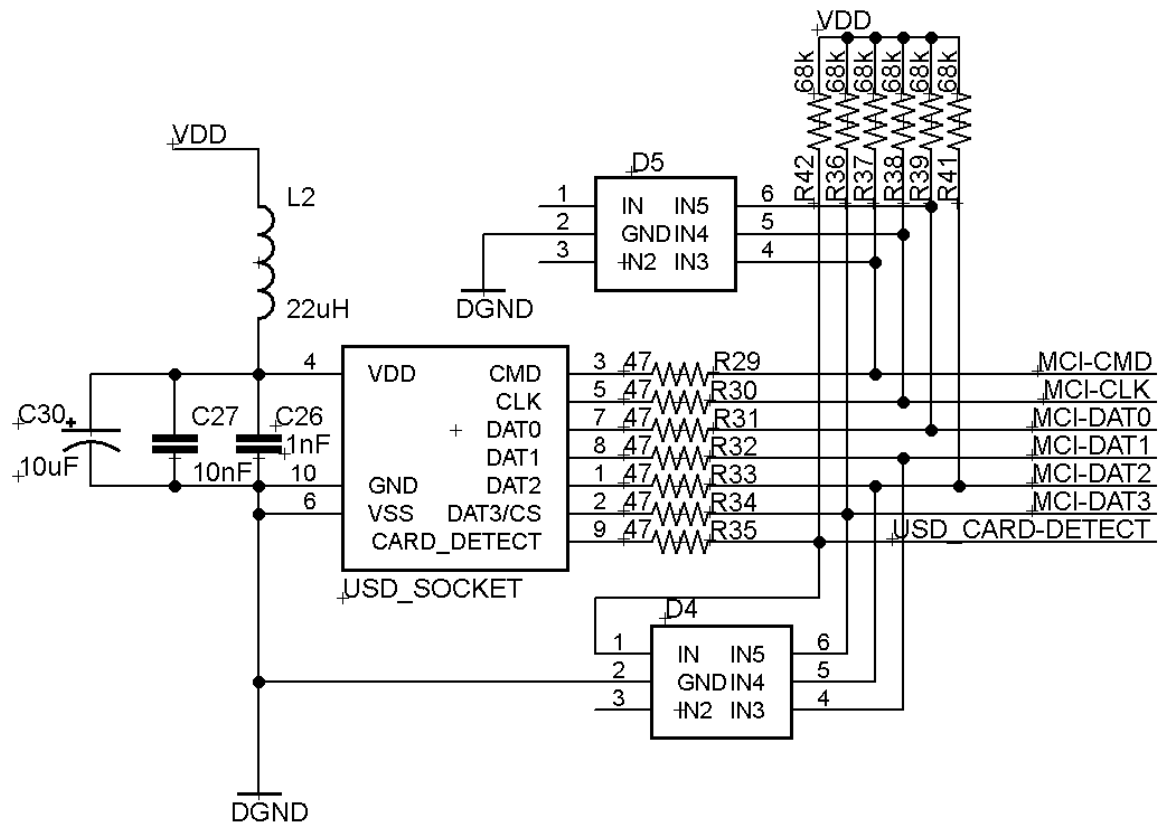 VDD
68k 68k 68k 68k 68k 68k
R42 R36 R37 R38 R39 R41
VDD
L2
22uH
D5
1 IN IN5 6
2 GND IN4 5
3 IN2 IN3 4
DGND
4 VDD CMD 3 47 R29 MCI-CMD
CLK 5 47 R30 MCI-CLK
DAT0 7 47 R31 MCI-DAT0
DAT1 8 47 R32 MCI-DAT1
10 GND DAT2 1 47 R33 MCI-DAT2
6 VSS DAT3/CS 2 47 R34 MCI-DAT3
CARD_DETECT 9 47 R35 USD_CARD-DETECT
USD_SOCKET
C30 +
10uF
C27
10nF
C26
1nF
D4
1 IN IN5 6
2 GND IN4 5
3 IN2 IN3 4
DGND